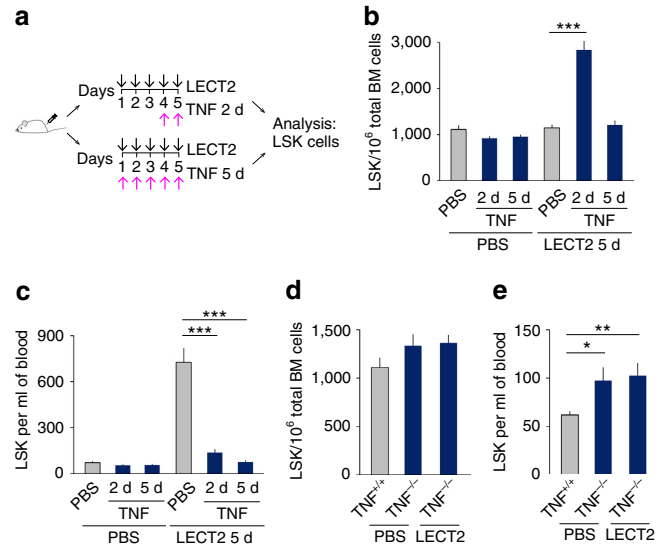 a
Days 1 2 3 4 5 LECT2
TNF 2 d
Days 1 2 3 4 5 LECT2
TNF 5 d
Analysis:
LSK cells
b
LSK/10⁶ total BM cells
3,000
2,000
1,000
0
***
PBS 2 d 5 d PBS 2 d 5 d
TNF TNF
PBS LECT2 5 d
c
LSK per ml of blood
900
600
300
0
***
***
PBS 2 d 5 d PBS 2 d 5 d
TNF TNF
PBS LECT2 5 d
d
LSK/10⁶ total BM cells
1,500
1,000
500
0
TNF⁺/⁺ TNF⁻/⁻ TNF⁻/⁻
PBS LECT2
e
LSK per ml of blood
150
100
50
0
**
*
TNF⁺/⁺ TNF⁻/⁻ TNF⁻/⁻
PBS LECT2